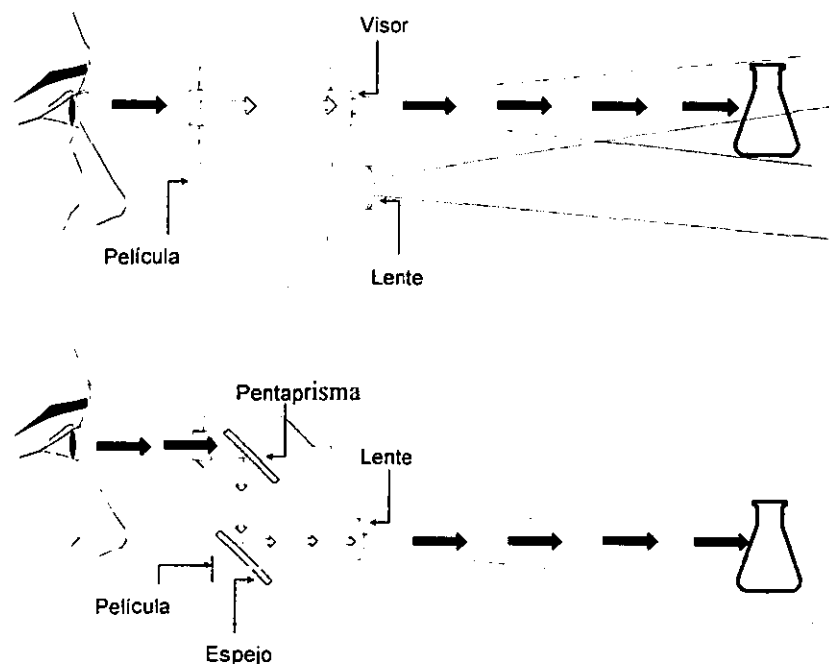 Visor
Película
Lente
Pentaprisma
Lente
Película
Espejo